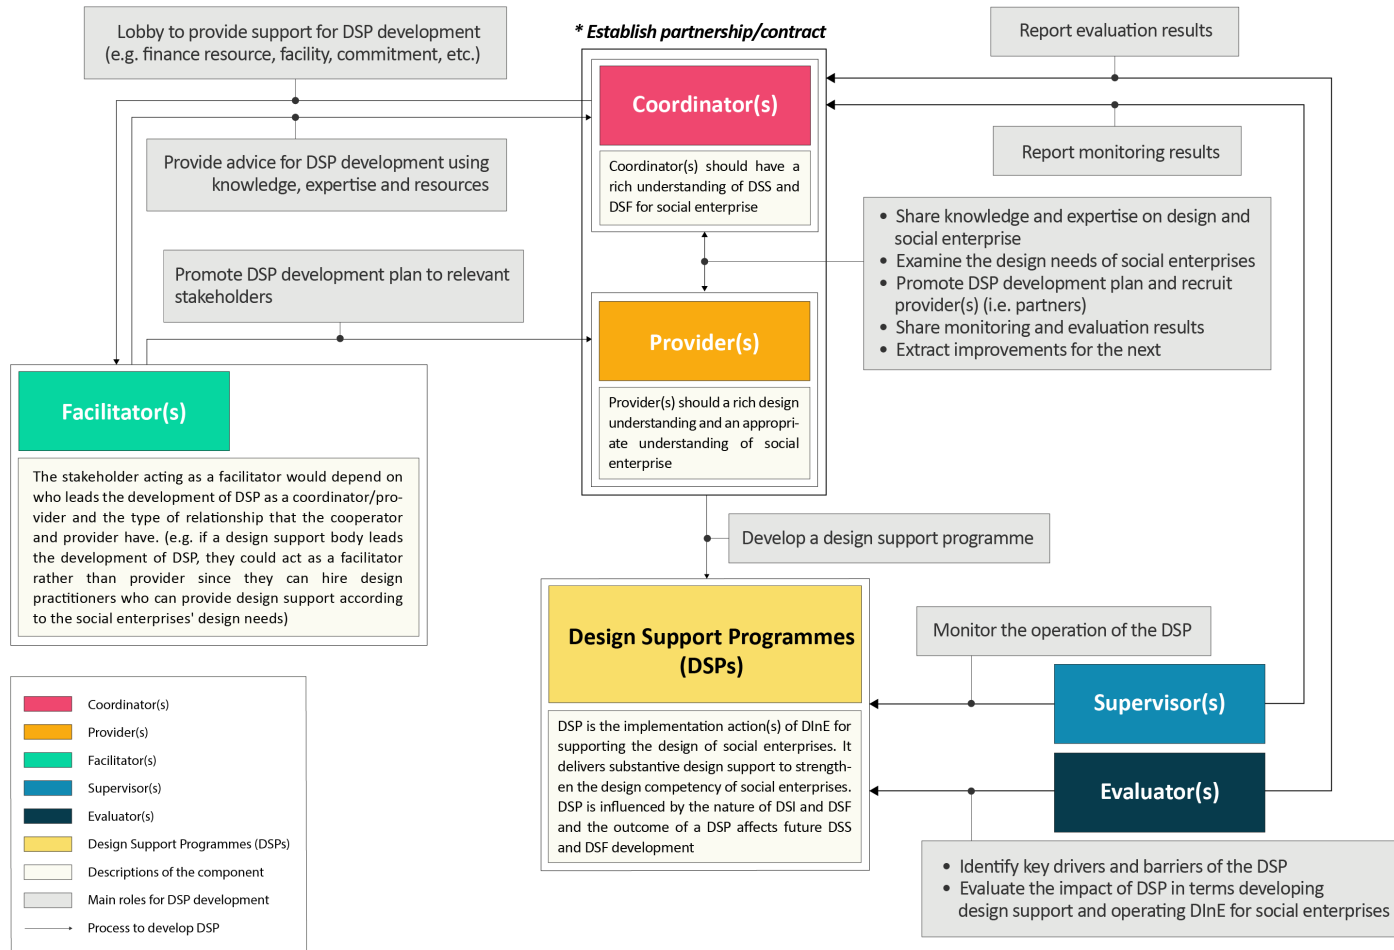 Lobby to provide support for DSP development
(e.g. finance resource, facility, commitment, etc.)
* Establish partnership/contract
Report evaluation results
Coordinator(s)
Provide advice for DSP development using
knowledge, expertise and resources
Report monitoring results
Coordinator(s) should have a
rich understanding of DSS and
DSF for social enterprise
• Share knowledge and expertise on design and
social enterprise
• Examine the design needs of social enterprises
• Promote DSP development plan and recruit
provider(s) (i.e. partners)
• Share monitoring and evaluation results
• Extract improvements for the next
Promote DSP development plan to relevant
stakeholders
Provider(s)
Provider(s) should a rich design
understanding and an appropri-
ate understanding of social
enterprise
Facilitator(s)
The stakeholder acting as a facilitator would depend on
who leads the development of DSP as a coordinator/pro-
vider and the type of relationship that the cooperator
and provider have. (e.g. if a design support body leads
the development of DSP, they could act as a facilitator
rather than provider since they can hire design
practitioners who can provide design support according
to the social enterprises' design needs)
Develop a design support programme
Design Support Programmes
(DSPs)
DSP is the implementation action(s) of DInE for
supporting the design of social enterprises. It
delivers substantive design support to strength-
en the design competency of social enterprises.
DSP is influenced by the nature of DSI and DSF
and the outcome of a DSP affects future DSS
and DSF development
Monitor the operation of the DSP
Supervisor(s)
Evaluator(s)
• Identify key drivers and barriers of the DSP
• Evaluate the impact of DSP in terms developing
design support and operating DInE for social enterprises
Coordinator(s)
Provider(s)
Facilitator(s)
Supervisor(s)
Evaluator(s)
Design Support Programmes (DSPs)
Descriptions of the component
Main roles for DSP development
Process to develop DSP